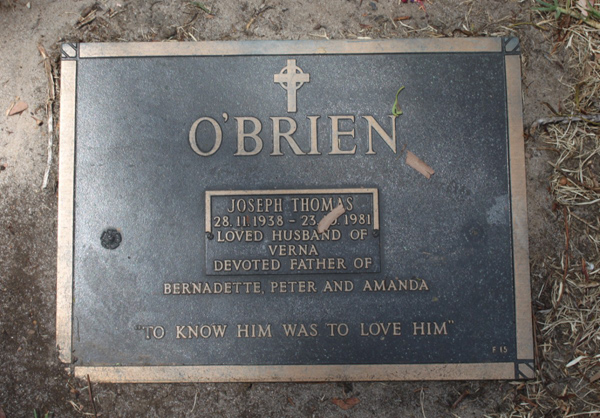 O'BRIEN
JOSEPH THOMAS
28.11.1938 – 23. 1981
LOVED HUSBAND OF
VERNA
DEVOTED FATHER OF
BERNADETTE, PETER AND AMANDA
"TO KNOW HIM WAS TO LOVE HIM"
F 15